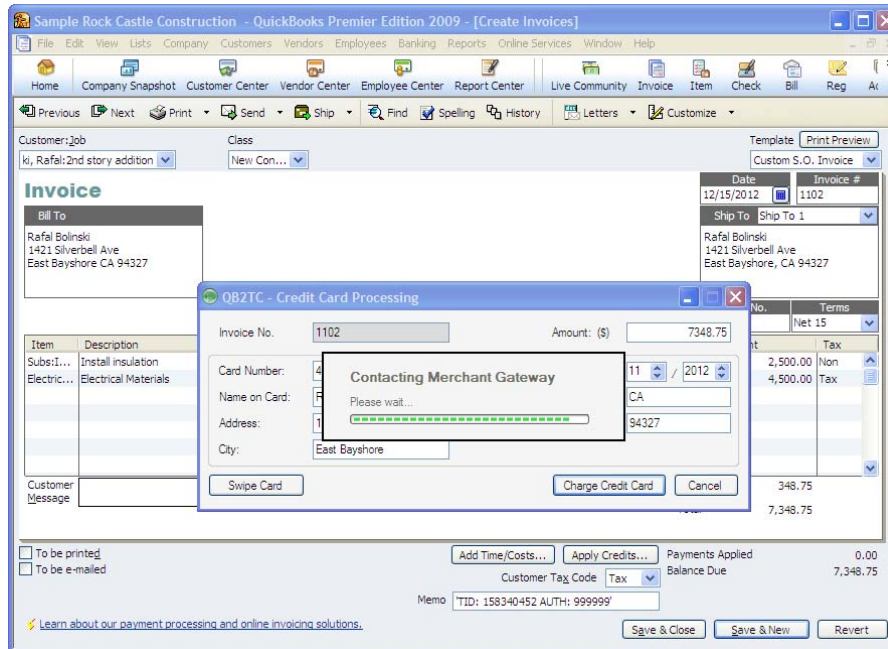 Sample Rock Castle Construction - QuickBooks Premier Edition 2009 - [Create Invoices]
File Edit View Lists Company Customers Vendors Employees Banking Reports Online Services Window Help
Home Company Snapshot Customer Center Vendor Center Employee Center Report Center Live Community Invoice Item Check Bill Reg
Previous Next Print Send Ship Find Spelling History Letters Customize
Customer:Job Class Template Print Preview
ki, Rafal:2nd story addition New Con... Custom S.O. Invoice
Invoice Date Invoice #
12/15/2012 1102
Bill To Ship To Ship To 1
Rafal Bolinski Rafal Bolinski
1421 Silverbell Ave 1421 Silverbell Ave
East Bayshore CA 94327 East Bayshore, CA 94327
QB2TC - Credit Card Processing
No. Terms
Net 15
Invoice No. 1102 Amount: ($) 7348.75
Item Description Tax
Subs:I... Install insulation 2,500.00 Non
Electric... Electrical Materials 4,500.00 Tax
Card Number: 4 11 / 2012
Contacting Merchant Gateway
Name on Card: CA
Please wait...
Address: 1 94327
City: East Bayshore
Swipe Card Charge Credit Card Cancel
Customer Message 348.75
7,348.75
To be printed Add Time/Costs... Apply Credits... Payments Applied 0.00
To be e-mailed Customer Tax Code Tax Balance Due 7,348.75
Memo 'TID: 158340452 AUTH: 999999'
Learn about our payment processing and online invoicing solutions. Save & Close Save & New Revert